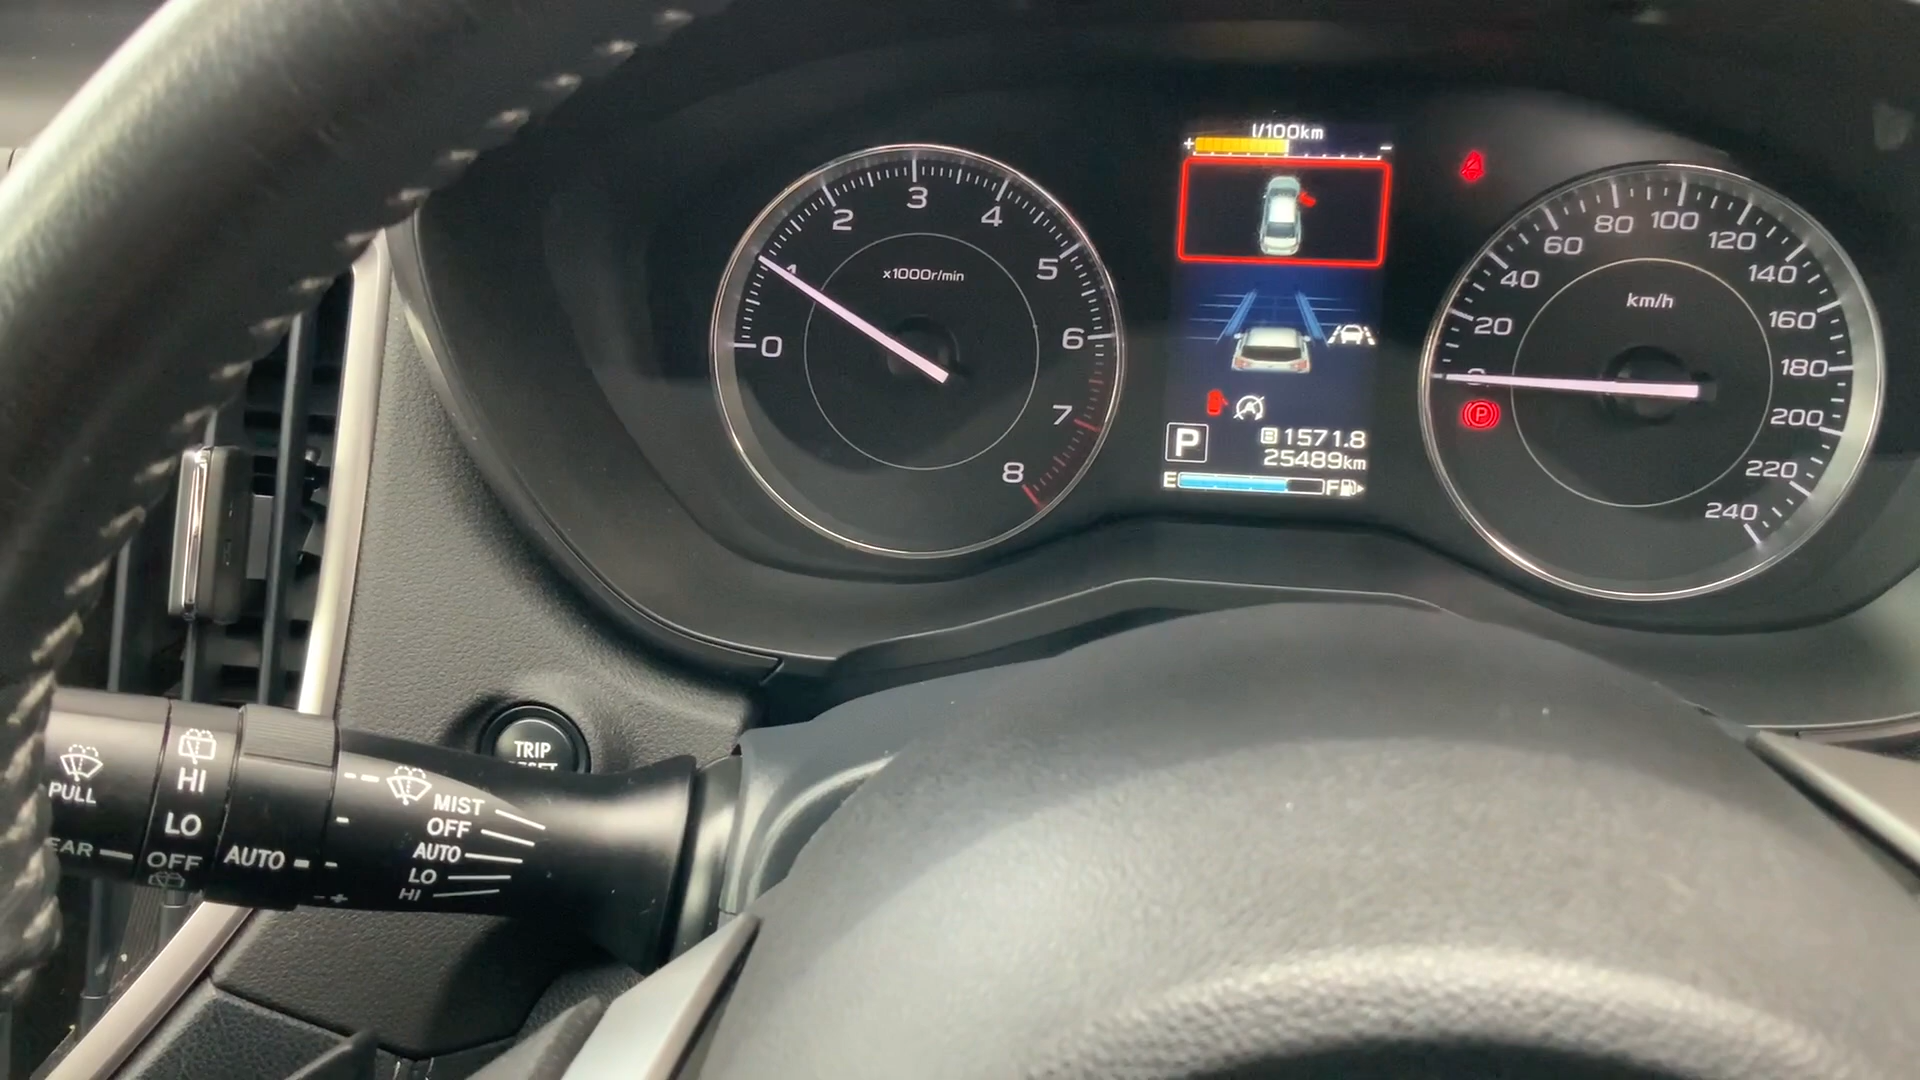 l/100km
+ -
0
1
2
3
4
5
6
7
8
x1000r/min
P
B 1571.8
25489km
E F
0
20
40
60
80
100
120
140
160
180
200
220
240
km/h
P
TRIP
PULL
HI
LO
OFF
AUTO
- +
MIST
OFF
AUTO
LO
HI